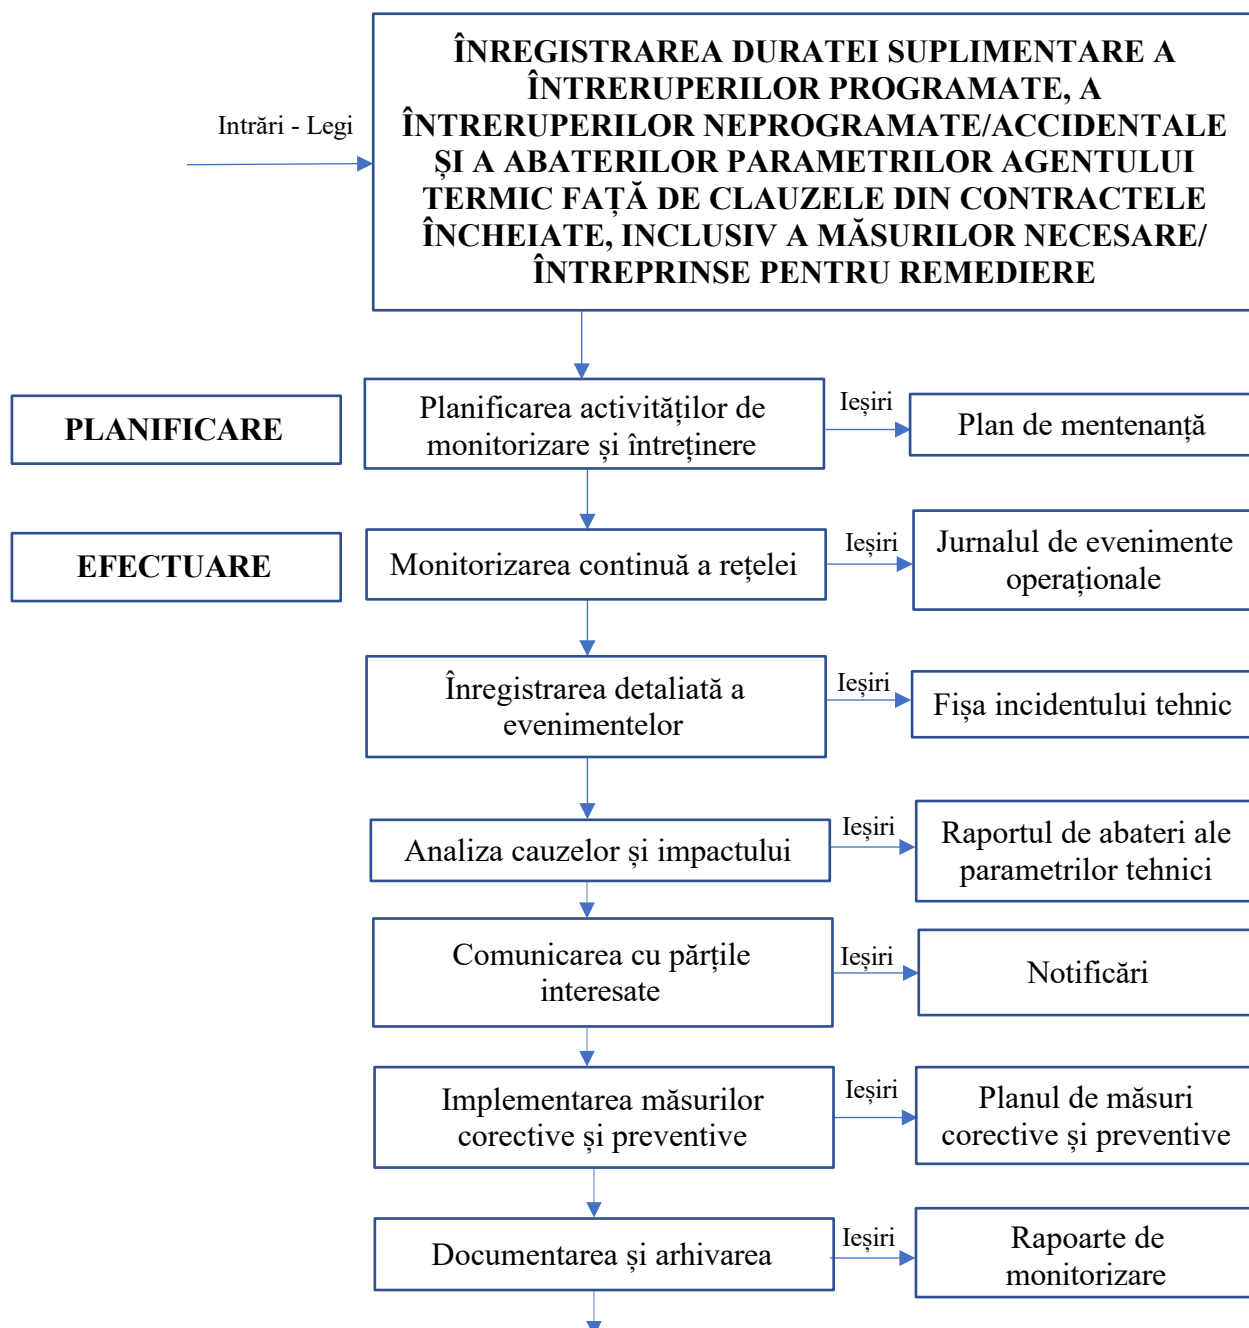 Intrări - Legi
ÎNREGISTRAREA DURATEI SUPLIMENTARE A
ÎNTRERUPERILOR PROGRAMATE, A
ÎNTRERUPERILOR NEPROGRAMATE/ACCIDENTALE
ȘI A ABATERILOR PARAMETRILOR AGENTULUI
TERMIC FAȚĂ DE CLAUZELE DIN CONTRACTELE
ÎNCHEIATE, INCLUSIV A MĂSURILOR NECESARE/
ÎNTREPRINSE PENTRU REMEDIERE
PLANIFICARE
Planificarea activităților de
monitorizare și întreținere
Ieșiri
Plan de mentenanță
EFECTUARE
Monitorizarea continuă a rețelei
Ieșiri
Jurnalul de evenimente
operaționale
Înregistrarea detaliată a
evenimentelor
Ieșiri
Fișa incidentului tehnic
Analiza cauzelor și impactului
Ieșiri
Raportul de abateri ale
parametrilor tehnici
Comunicarea cu părțile
interesate
Ieșiri
Notificări
Implementarea măsurilor
corective și preventive
Ieșiri
Planul de măsuri
corective și preventive
Documentarea și arhivarea
Ieșiri
Rapoarte de
monitorizare